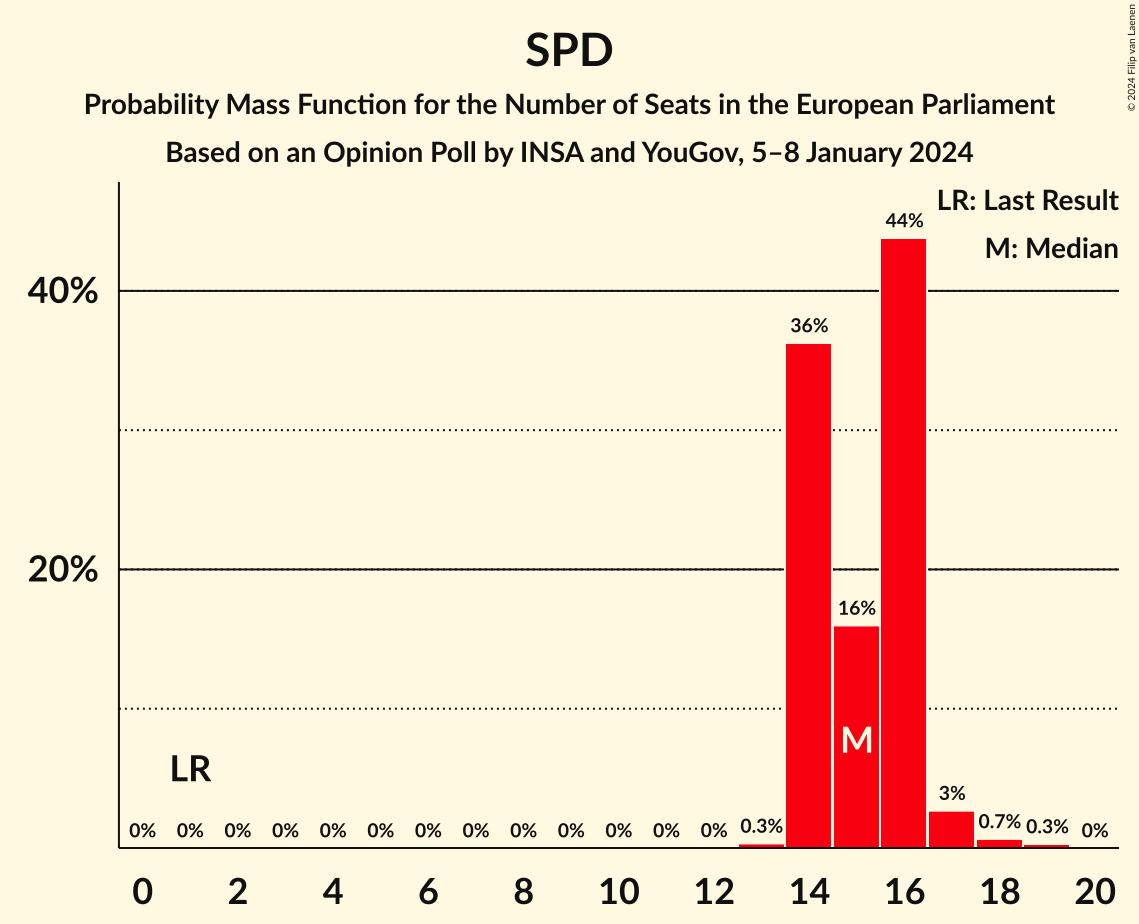 SPD
Probability Mass Function for the Number of Seats in the European Parliament
Based on an Opinion Poll by INSA and YouGov, 5–8 January 2024
© 2024 Filip van Laenen
LR: Last Result
M: Median
44%
40%
36%
20%
16%
M
LR
3%
0% 0% 0% 0% 0% 0% 0% 0% 0% 0% 0% 0% 0% 0.3% 0.7% 0.3% 0%
0 2 4 6 8 10 12 14 16 18 20